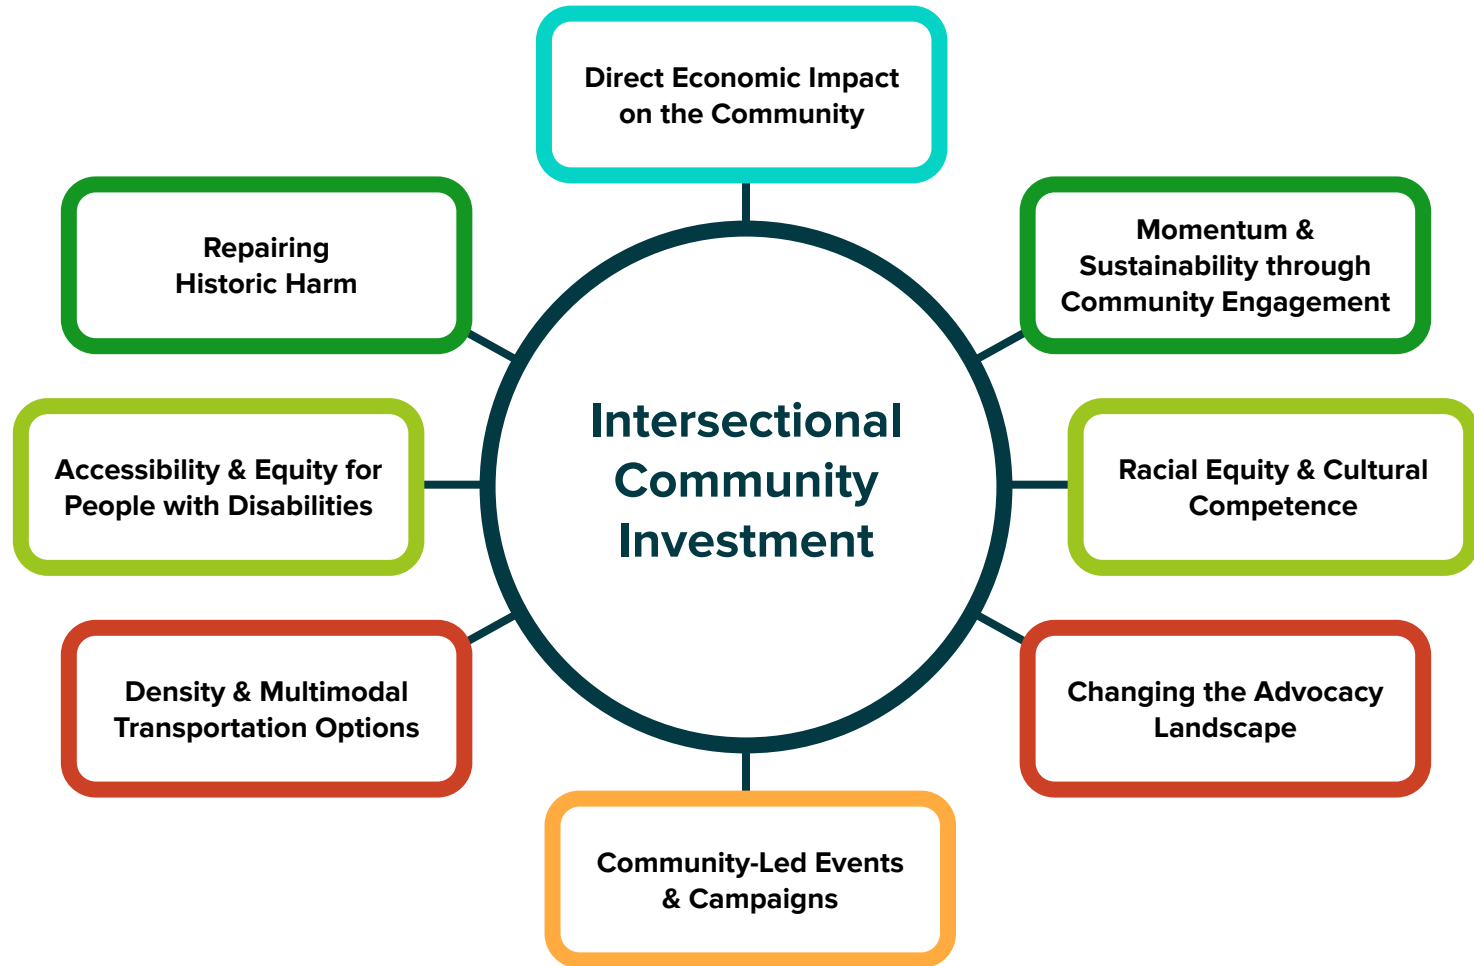 Direct Economic Impact
on the Community
Repairing
Historic Harm
Momentum &
Sustainability through
Community Engagement
Intersectional
Community
Investment
Accessibility & Equity for
People with Disabilities
Racial Equity & Cultural
Competence
Density & Multimodal
Transportation Options
Changing the Advocacy
Landscape
Community-Led Events
& Campaigns